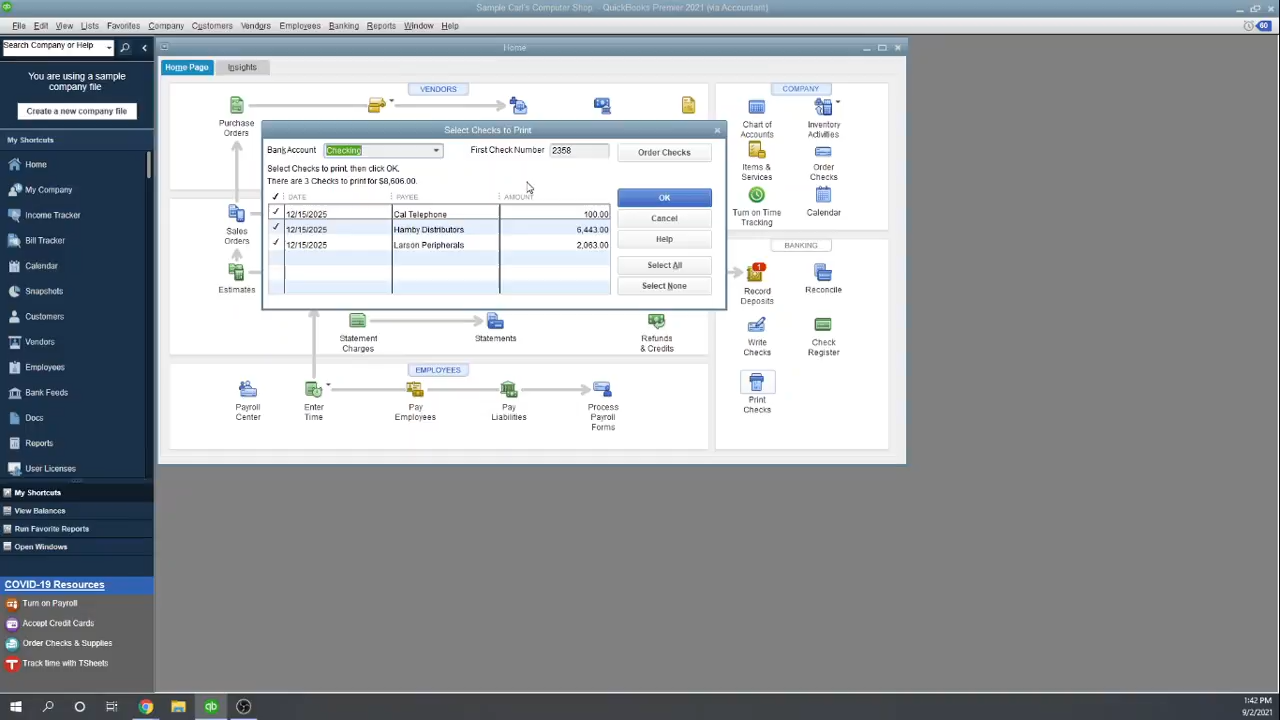 Sample Carl's Computer Shop - QuickBooks Premier 2021 (via Accountant)
File Edit View Lists Favorites Company Customers Vendors Employees Banking Reports Window Help
60
Search Company or Help
You are using a sample
company file
Create a new company file
My Shortcuts
Home
My Company
Income Tracker
Bill Tracker
Calendar
Snapshots
Customers
Vendors
Employees
Bank Feeds
Docs
Reports
User Licenses
My Shortcuts
View Balances
Run Favorite Reports
Open Windows
COVID-19 Resources
Turn on Payroll
Accept Credit Cards
Order Checks & Supplies
Track time with TSheets
Home
Home Page
Insights
VENDORS
Purchase
Orders
Sales
Orders
Estimates
Select Checks to Print
Bank Account
Checking
First Check Number
2358
Order Checks
Select Checks to print, then click OK.
There are 3 Checks to print for $8,606.00.
DATE PAYEE AMOUNT
12/15/2025 Cal Telephone 100.00
12/15/2025 Hamby Distributors 6,443.00
12/15/2025 Larson Peripherals 2,063.00
OK
Cancel
Help
Select All
Select None
Statement
Charges
Statements
Refunds
& Credits
EMPLOYEES
Payroll
Center
Enter
Time
Pay
Employees
Pay
Liabilities
Process
Payroll
Forms
COMPANY
Chart of
Accounts
Inventory
Activities
Items &
Services
Order
Checks
Turn on Time
Tracking
Calendar
BANKING
1
Record
Deposits
Reconcile
Write
Checks
Check
Register
Print
Checks
1:42 PM
9/2/2021